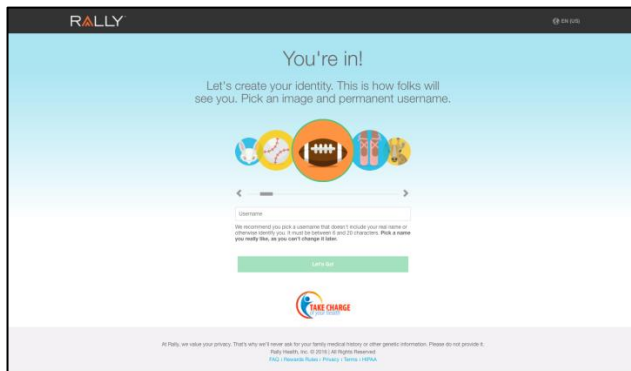 RALLY
EN (US)
You're in!
Let's create your identity. This is how folks will
see you. Pick an image and permanent username.
Username
We recommend you pick a username that doesn't include your real name or
otherwise identify you. It must be between 6 and 20 characters. Pick a name
you really like, as you can't change it later.
Let's Go!
TAKE CHARGE
of your health
At Rally, we value your privacy. That's why we'll never ask for your family medical history or other genetic information. Please do not provide it.
Rally Health, Inc. © 2016 | All Rights Reserved
FAQ | Rewards Rules | Privacy | Terms | HIPAA